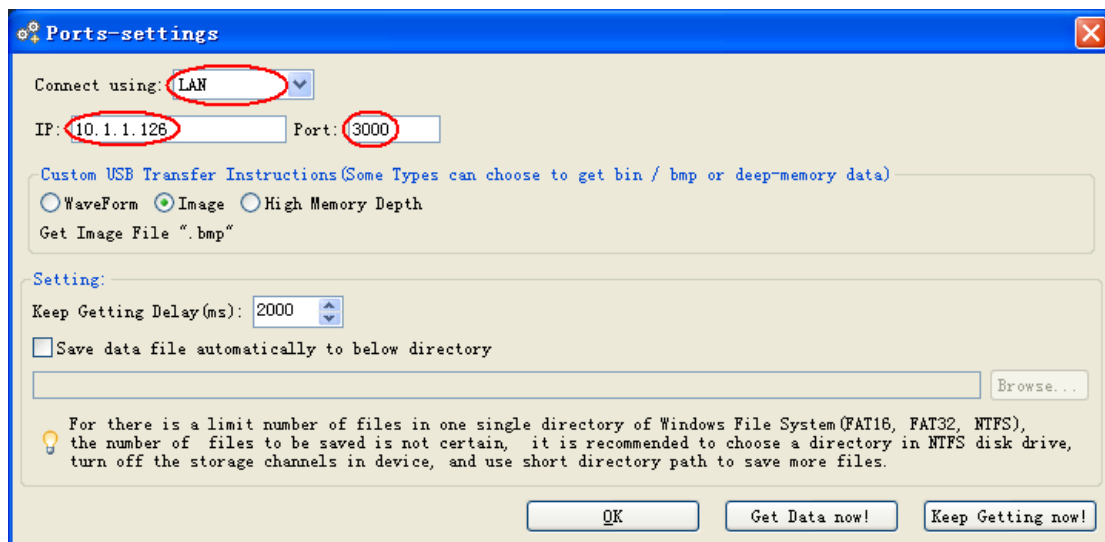 Ports-settings
Connect using: LAN
IP: 10.1.1.126 Port: 3000
Custom USB Transfer Instructions(Some Types can choose to get bin / bmp or deep-memory data)
WaveForm Image High Memory Depth
Get Image File ".bmp"
Setting:
Keep Getting Delay(ms): 2000
Save data file automatically to below directory
Browse...
For there is a limit number of files in one single directory of Windows File System(FAT16, FAT32, NTFS),
the number of files to be saved is not certain, it is recommended to choose a directory in NTFS disk drive,
turn off the storage channels in device, and use short directory path to save more files.
OK Get Data now! Keep Getting now!